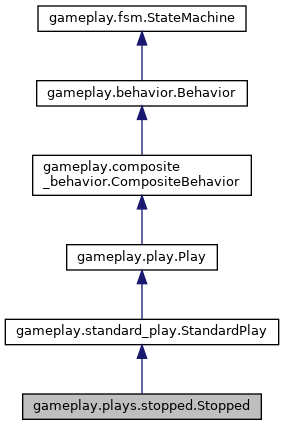 gameplay.fsm.StateMachine
gameplay.behavior.Behavior
gameplay.composite
_behavior.CompositeBehavior
gameplay.play.Play
gameplay.standard_play.StandardPlay
gameplay.plays.stopped.Stopped